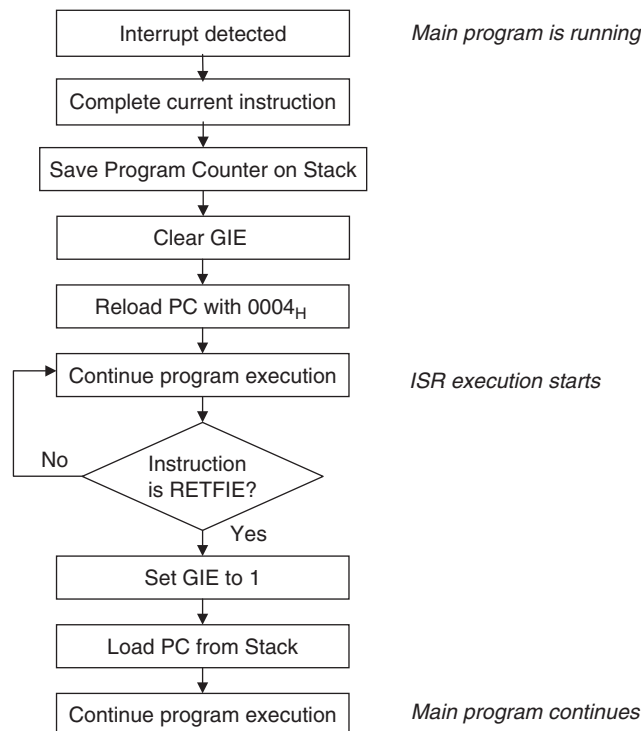 Interrupt detected
Main program is running
Complete current instruction
Save Program Counter on Stack
Clear GIE
Reload PC with 0004H
Continue program execution
ISR execution starts
No
Instruction
is RETFIE?
Yes
Set GIE to 1
Load PC from Stack
Continue program execution
Main program continues